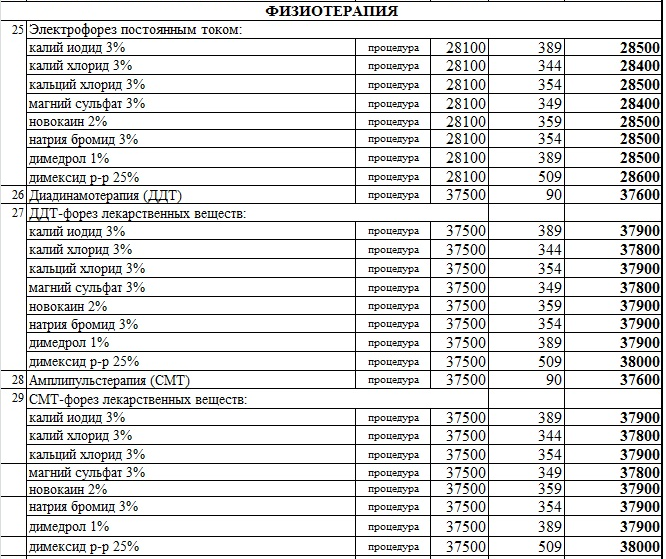 ФИЗИОТЕРАПИЯ
25 Электрофорез постоянным током:
калий иодид 3% процедура 28100 389 28500
калий хлорид 3% процедура 28100 344 28400
кальций хлорид 3% процедура 28100 354 28500
магний сульфат 3% процедура 28100 349 28400
новокаин 2% процедура 28100 359 28500
натрия бромид 3% процедура 28100 354 28500
димедрол 1% процедура 28100 389 28500
димексид р-р 25% процедура 28100 509 28600
26 Диадинамотерапия (ДДТ) процедура 37500 90 37600
27 ДДТ-форез лекарственных веществ:
калий иодид 3% процедура 37500 389 37900
калий хлорид 3% процедура 37500 344 37800
кальций хлорид 3% процедура 37500 354 37900
магний сульфат 3% процедура 37500 349 37800
новокаин 2% процедура 37500 359 37900
натрия бромид 3% процедура 37500 354 37900
димедрол 1% процедура 37500 389 37900
димексид р-р 25% процедура 37500 509 38000
28 Амплипульстерапия (СМТ) процедура 37500 90 37600
29 СМТ-форез лекарственных веществ:
калий иодид 3% процедура 37500 389 37900
калий хлорид 3% процедура 37500 344 37800
кальций хлорид 3% процедура 37500 354 37900
магний сульфат 3% процедура 37500 349 37800
новокаин 2% процедура 37500 359 37900
натрия бромид 3% процедура 37500 354 37900
димедрол 1% процедура 37500 389 37900
димексид р-р 25% процедура 37500 509 38000